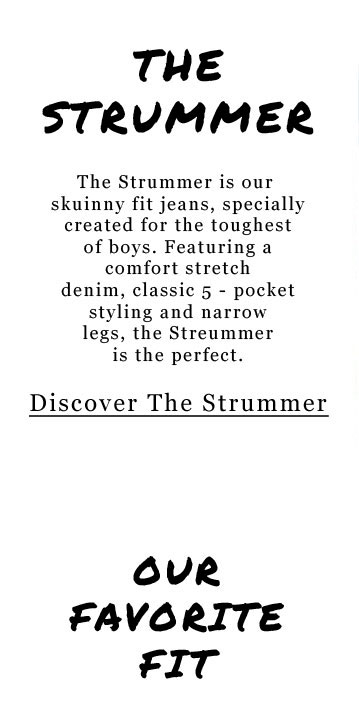 THE
STRUMMER
The Strummer is our
skuinny fit jeans, specially
created for the toughest
of boys. Featuring a
comfort stretch
denim, classic 5 - pocket
styling and narrow
legs, the Streummer
is the perfect.
Discover The Strummer
OUR
FAVORITE
FIT